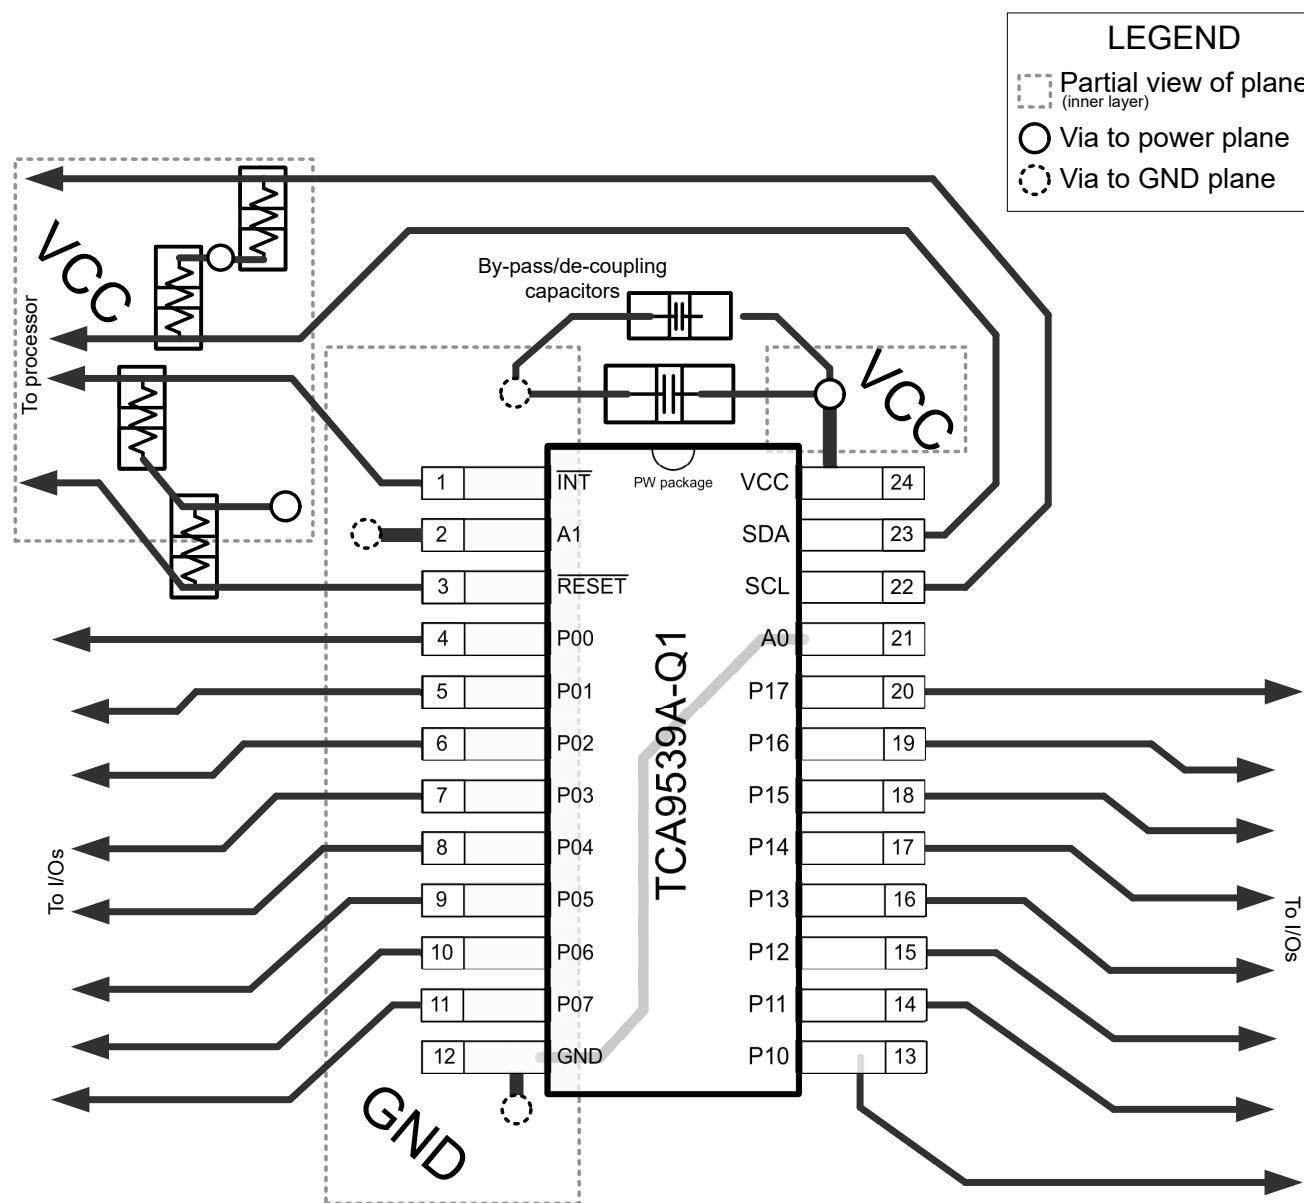 LEGEND
Partial view of plane
(inner layer)
Via to power plane
Via to GND plane
VCC
To processor
By-pass/de-coupling
capacitors
VCC
PW package
1 INT VCC 24
2 A1 SDA 23
3 RESET SCL 22
4 P00 A0 21
5 P01 P17 20
6 P02 P16 19
7 P03 P15 18
8 P04 P14 17
9 P05 P13 16
10 P06 P12 15
11 P07 P11 14
12 GND P10 13
TCA9539A-Q1
To I/Os
To I/Os
GND